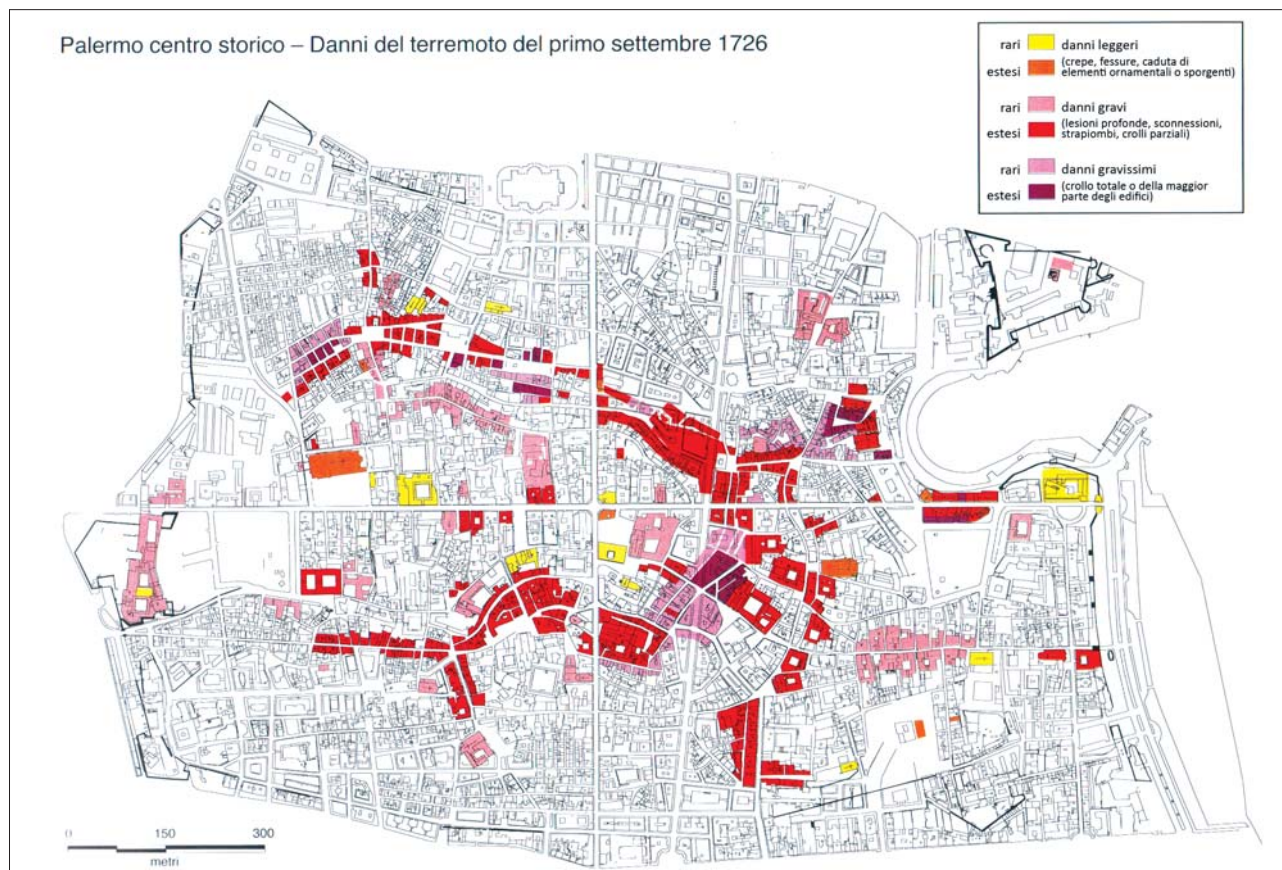 Palermo centro storico – Danni del terremoto del primo settembre 1726
rari danni leggeri
estesi (crepe, fessure, caduta di
elementi ornamentali o sporgenti)
rari danni gravi
estesi (lesioni profonde, sconnessioni,
strapiombi, crolli parziali)
rari danni gravissimi
estesi (crollo totale o della maggior
parte degli edifici)
0 150 300
metri